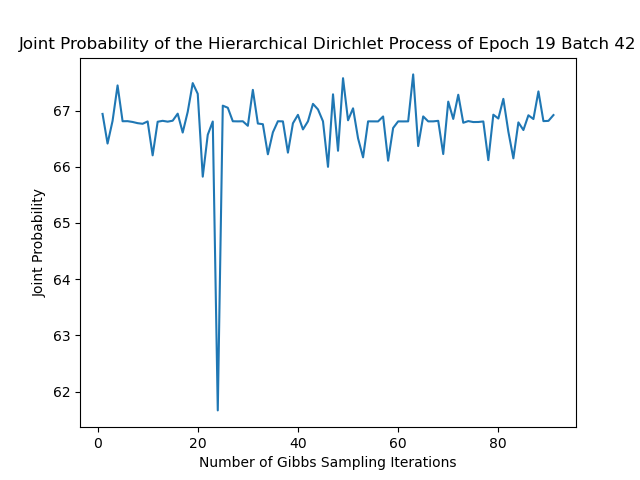 Joint Probability of the Hierarchical Dirichlet Process of Epoch 19 Batch 42
67
66
65
64
63
62
Joint Probability
0 20 40 60 80
Number of Gibbs Sampling Iterations